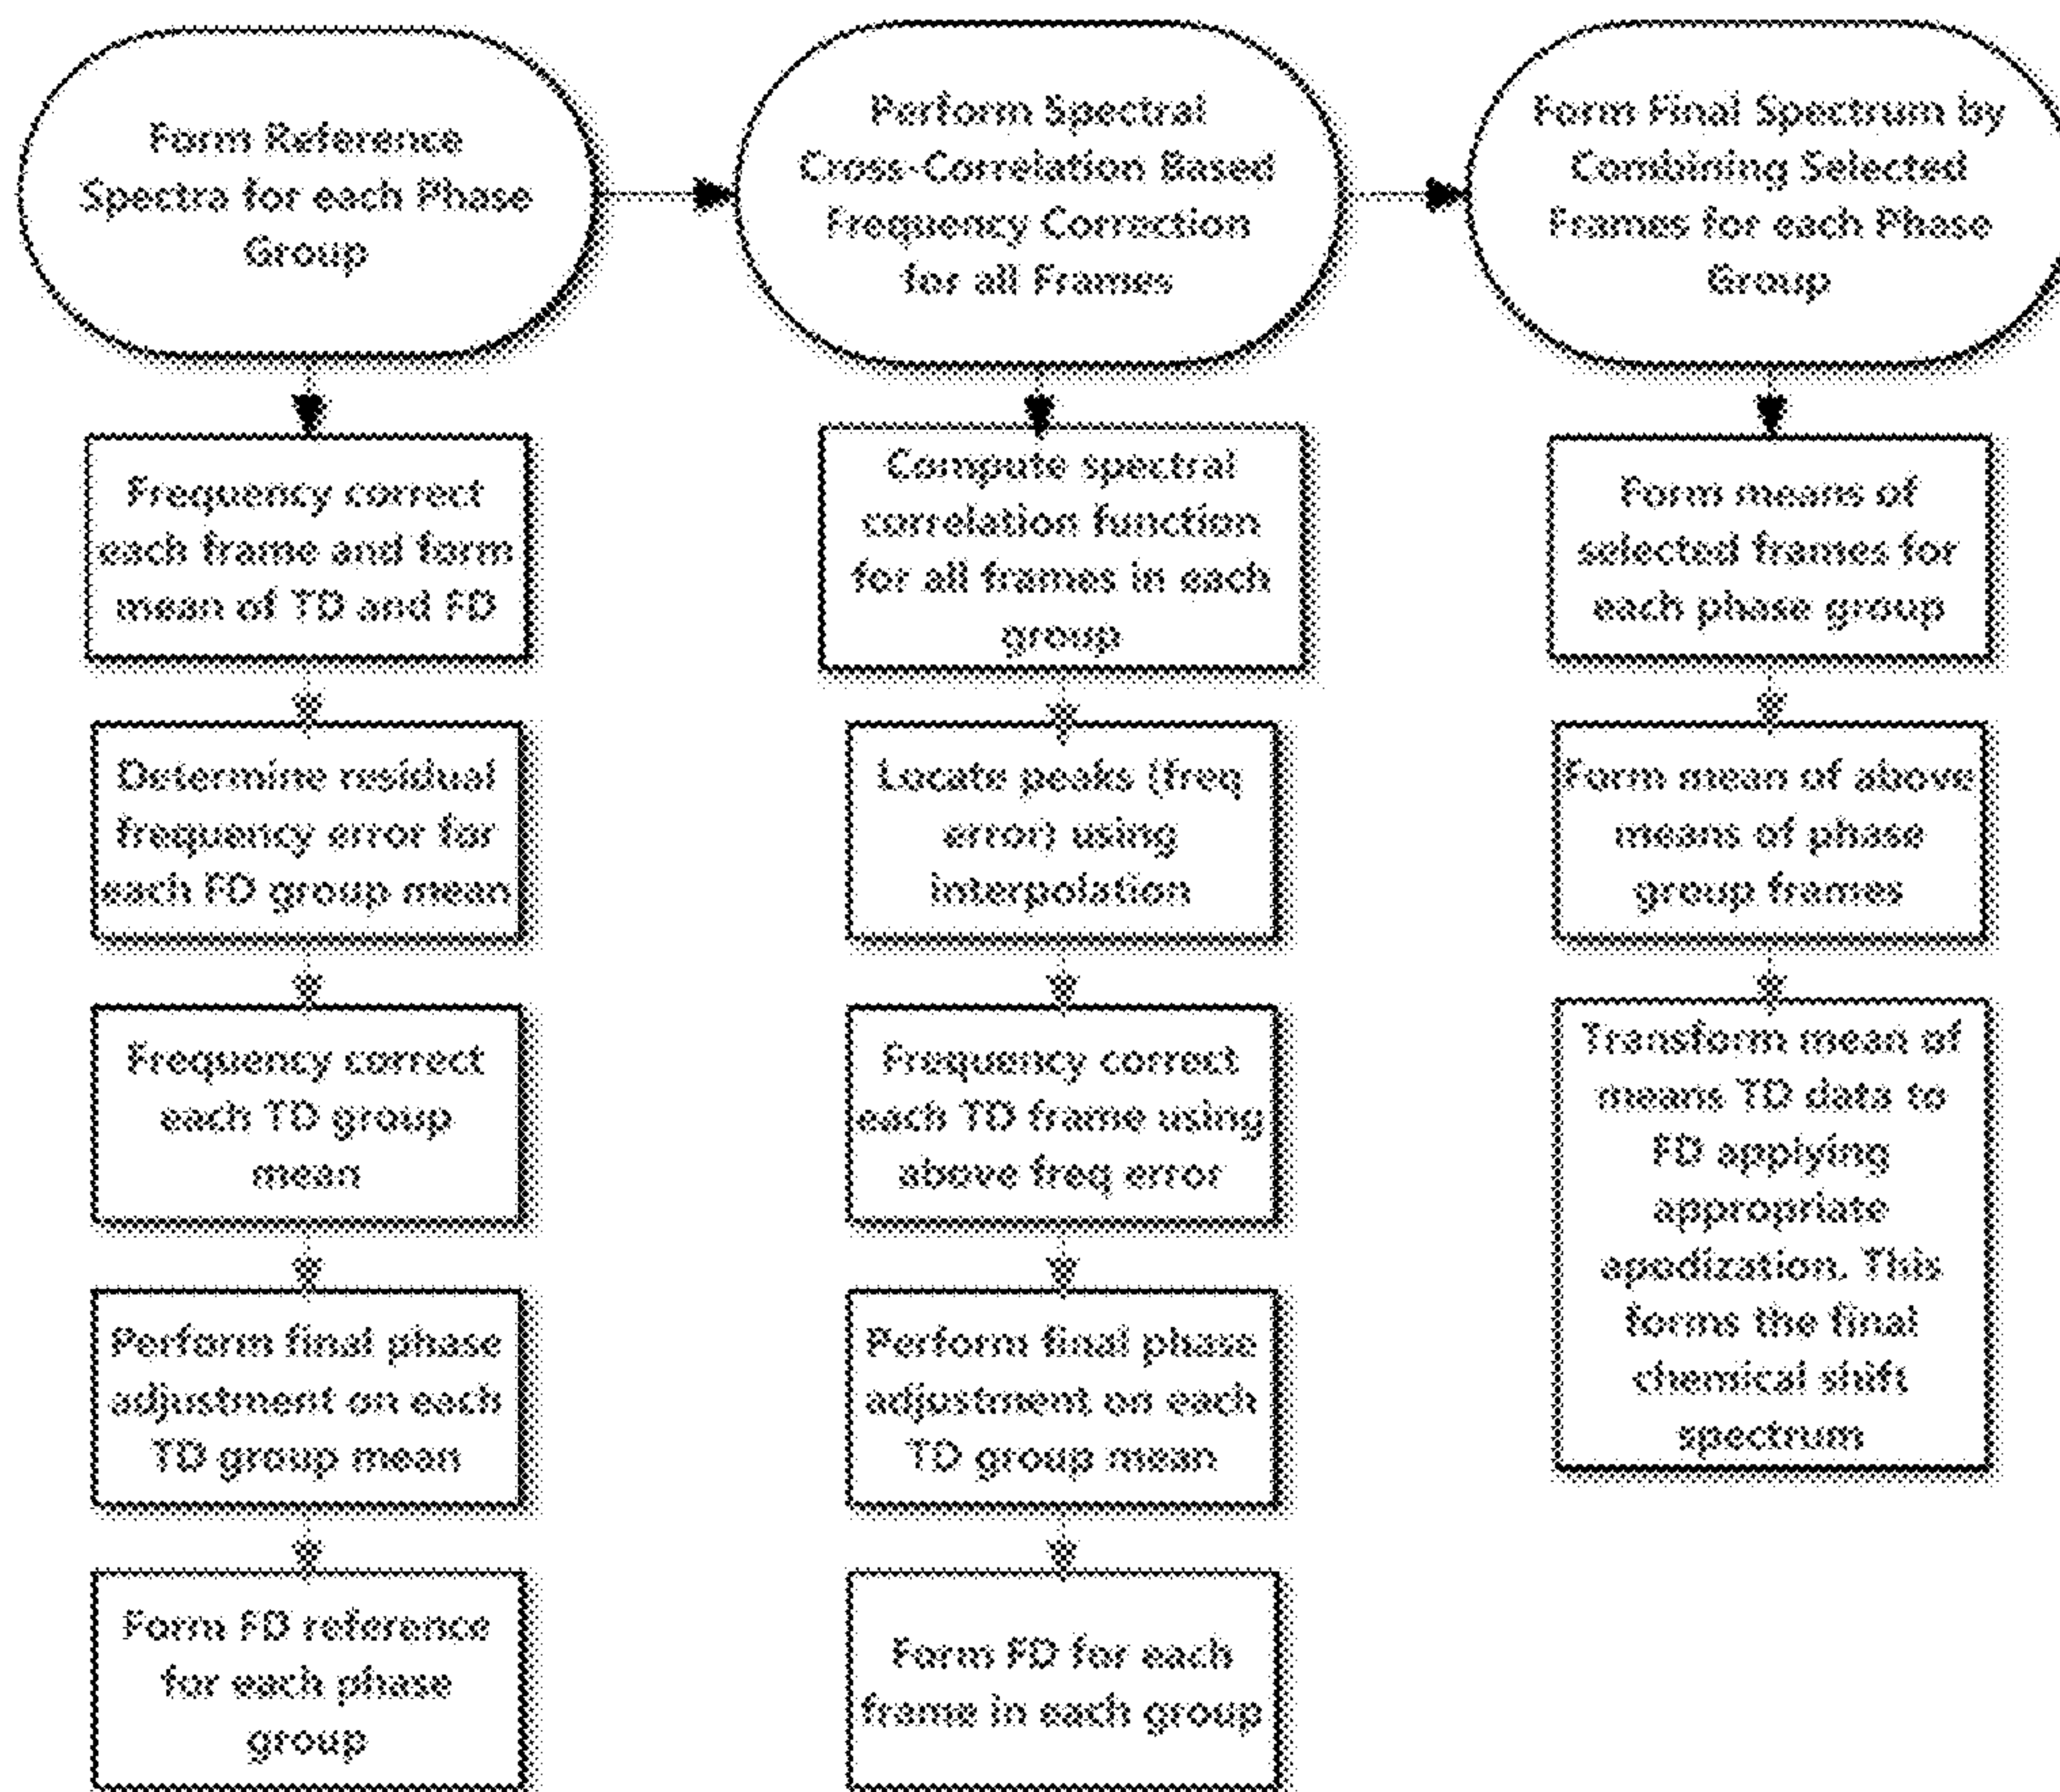 Form Reference
Spectra for each Phase
Group
Perform Spectral
Cross-Correlation Based
Frequency Correction
for all Frames
Form Final Spectrum by
Combining Selected
Frames for each Phase
Group
Frequency correct
each frame and form
mean of TD and FD
Determine residual
frequency error for
each FD group mean
Frequency correct
each TD group
mean
Perform final phase
adjustment on each
TD group mean
Form FD reference
for each phase
group
Compute spectral
correlation function
for all frames in each
group
Locate peaks (freq
error) using
interpolation
Frequency correct
each TD frame using
above freq error
Perform final phase
adjustment on each
TD group mean
Form FD for each
frame in each group
Form means of
selected frames for
each phase group
Form mean of above
means of phase
group frames
Transform mean of
means TD data to
FD applying
appropriate
apodization. This
forms the final
chemical shift
spectrum